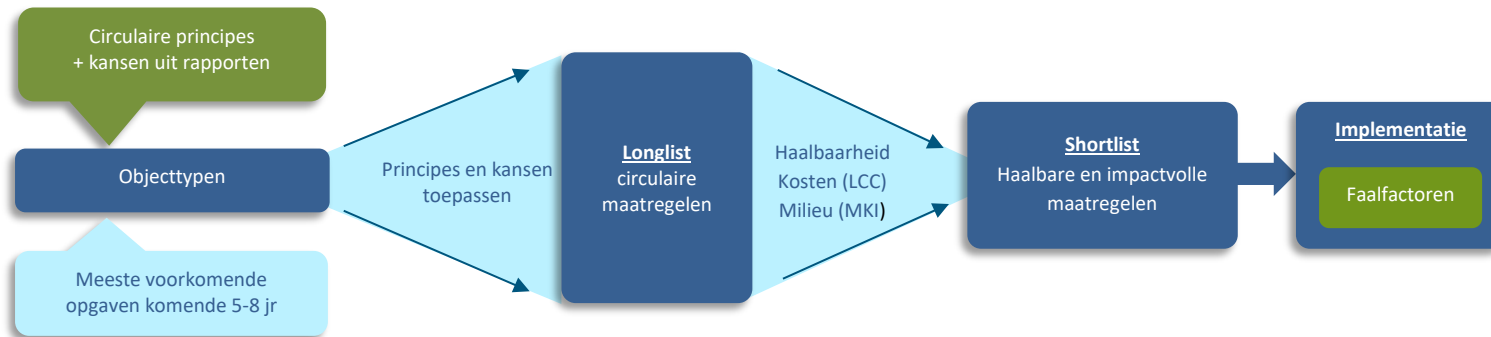 Circulaire principes
+ kansen uit rapporten
Objecttypen
Meeste voorkomende
opgaven komende 5-8 jr
Principes en kansen
toepassen
Longlist
circulaire
maatregelen
Haalbaarheid
Kosten (LCC)
Milieu (MKI)
Shortlist
Haalbare en impactvolle
maatregelen
Implementatie
Faalfactoren